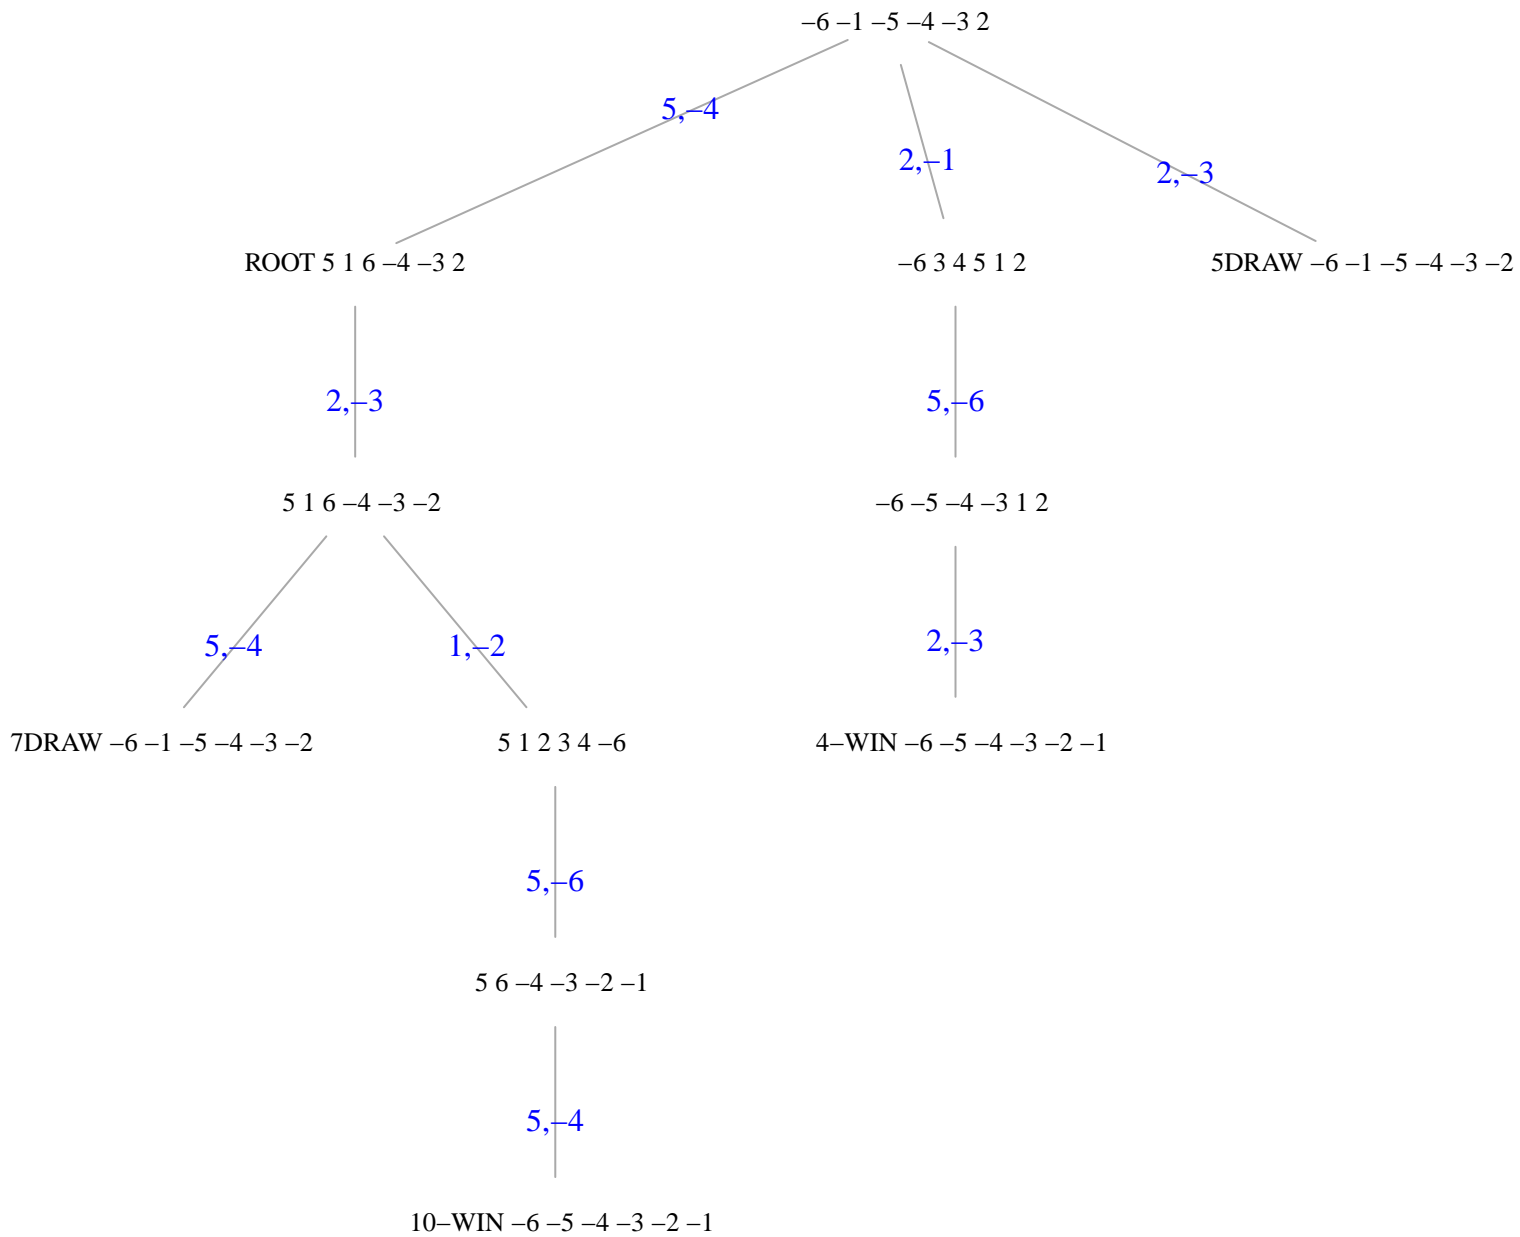 –6 –1 –5 –4 –3 2
5,–4
2,–1
2,–3
ROOT 5 1 6 –4 –3 2
–6 3 4 5 1 2
5DRAW –6 –1 –5 –4 –3 –2
2,–3
5,–6
5 1 6 –4 –3 –2
–6 –5 –4 –3 1 2
5,–4
1,–2
2,–3
7DRAW –6 –1 –5 –4 –3 –2
5 1 2 3 4 –6
4–WIN –6 –5 –4 –3 –2 –1
5,–6
5 6 –4 –3 –2 –1
5,–4
10–WIN –6 –5 –4 –3 –2 –1